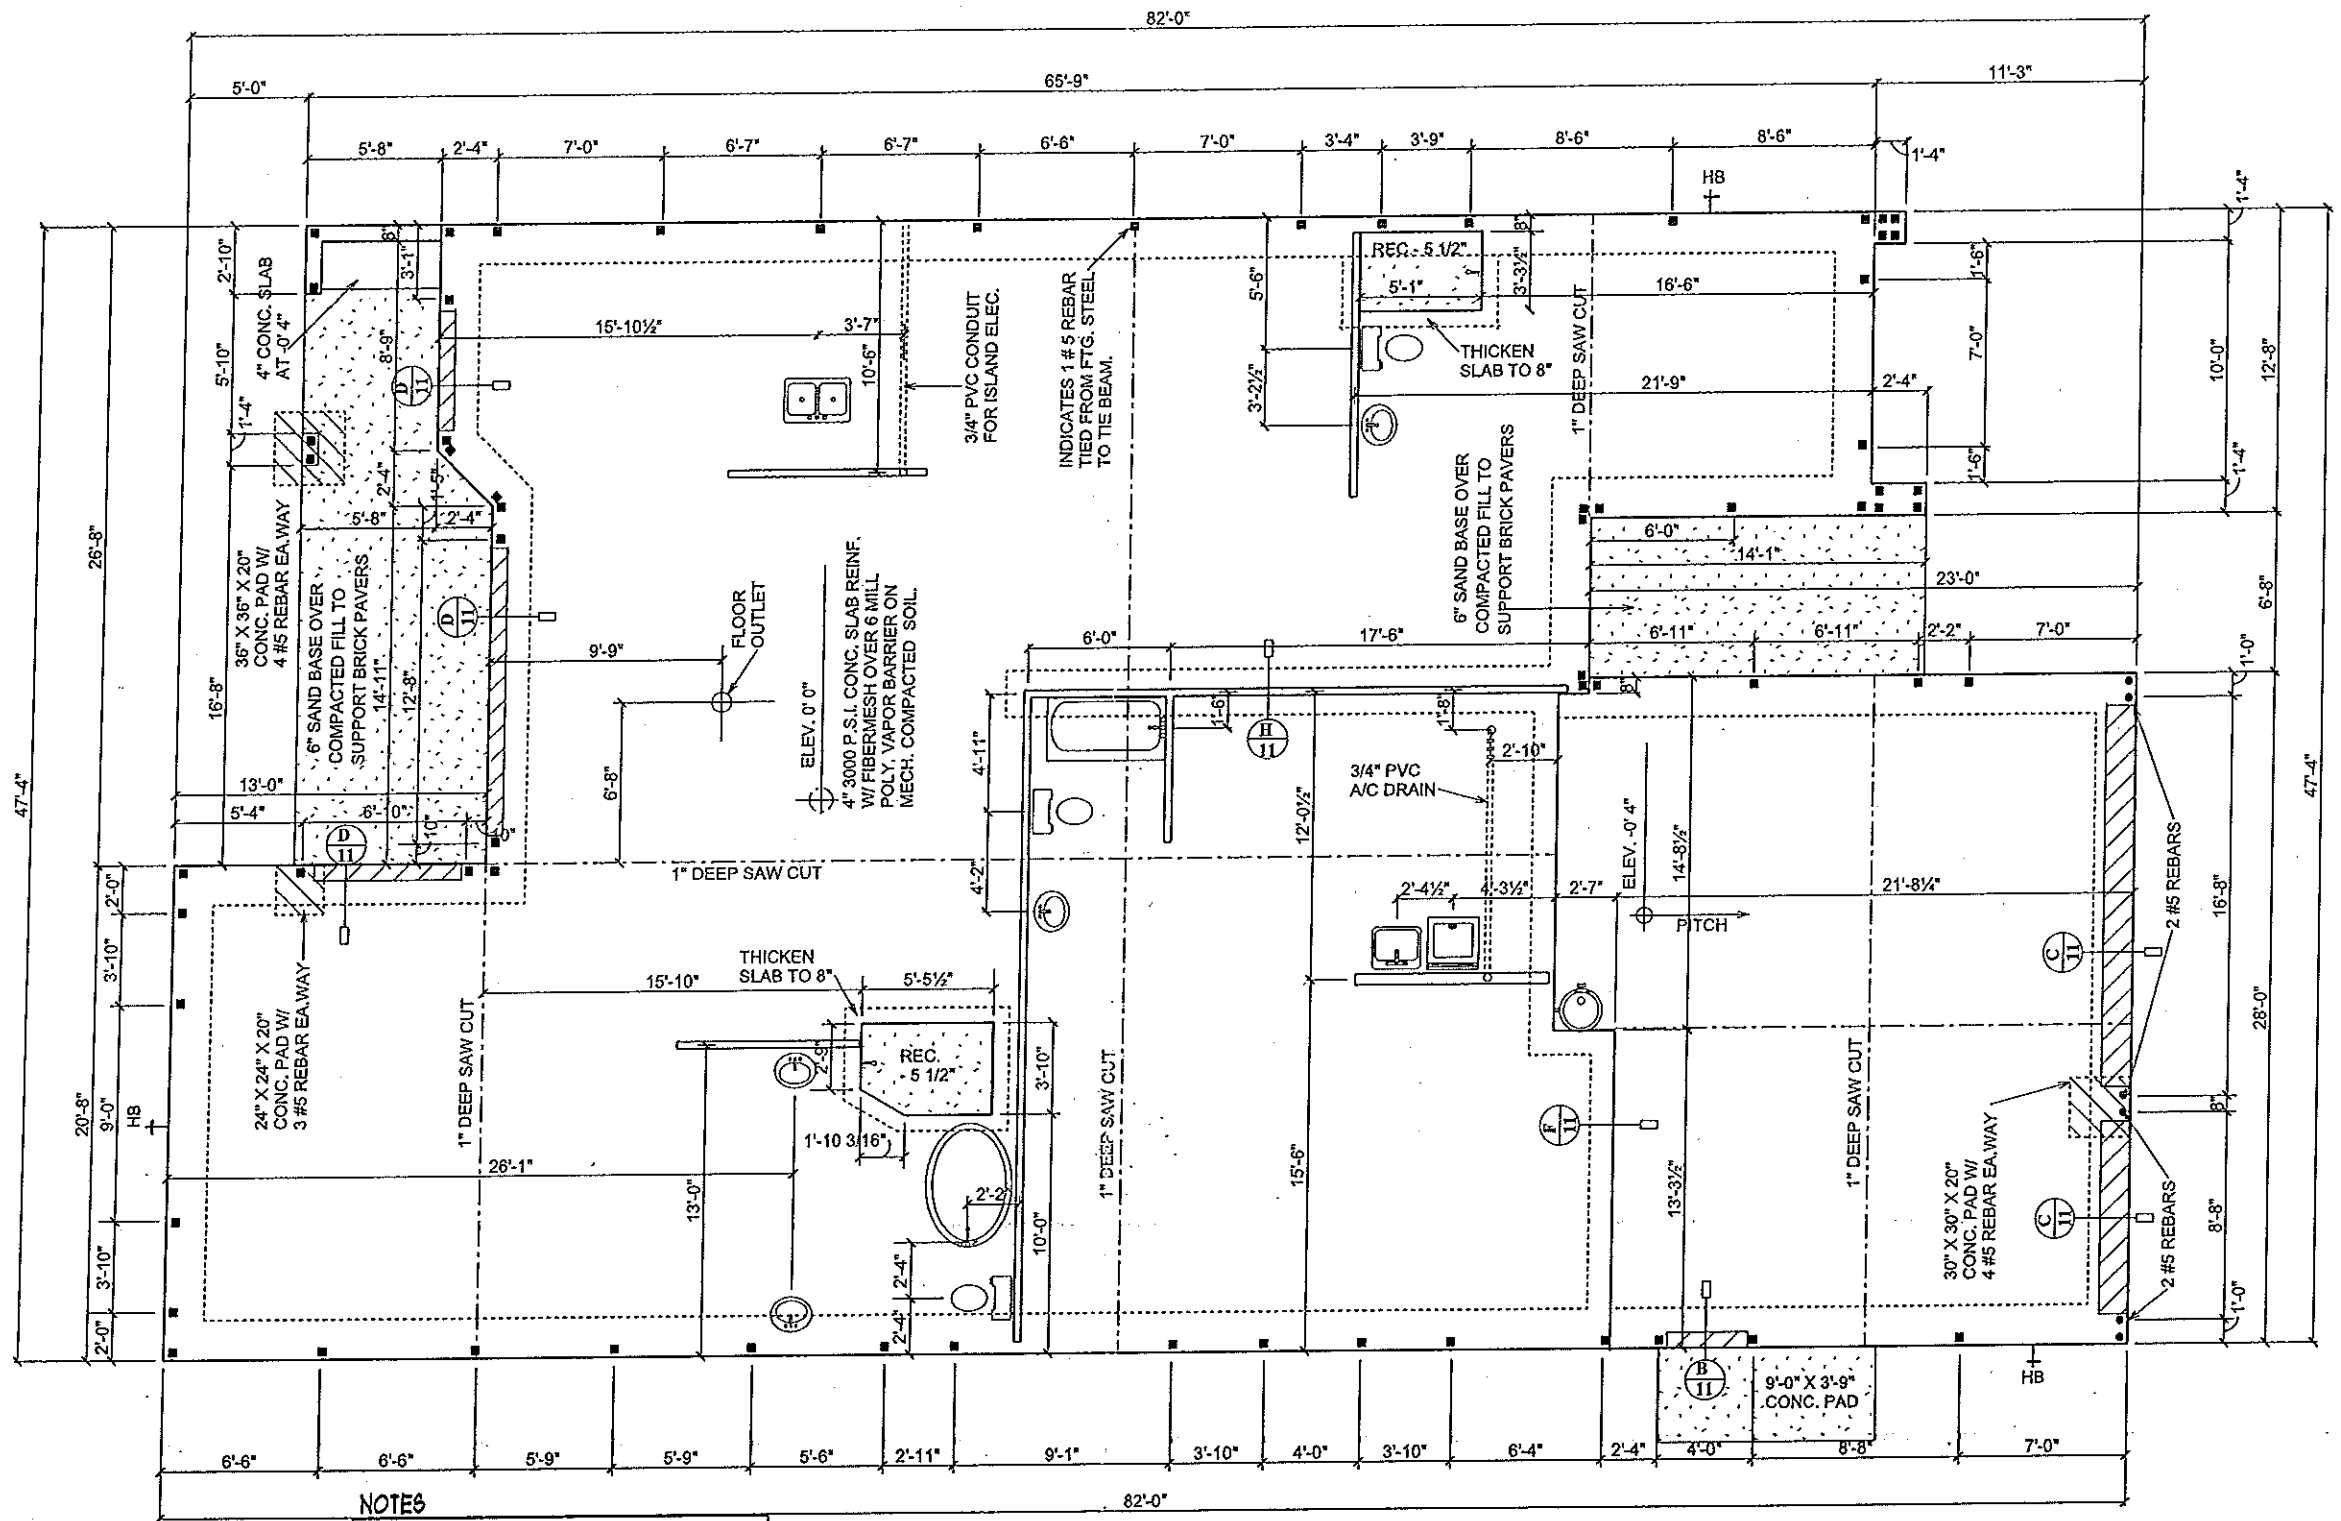 82'-0"
5'-0"
65'-9"
11'-3"
5'-8"
2'-4"
7'-0"
6'-7"
6'-7"
6'-6"
7'-0"
3'-4"
3'-9"
8'-6"
8'-6"
1'-4"
HB
1'-4"
2'-10"
4" CONC. SLAB
AT -0' 4"
8"
3'-1"
8'-9"
5'-10"
1'-4"
15'-10½"
3'-7"
10'-6"
3/4" PVC CONDUIT
FOR ISLAND ELEC.
INDICATES 1 # 5 REBAR
TIED FROM FTG. STEEL
TO TIE BEAM.
5'-6"
3'-2½"
REC. - 5 1/2"
5'-1"
8"
3'-3½"
16'-6"
THICKEN
SLAB TO 8"
21'-9"
2'-4"
1" DEEP SAW CUT
1'-6"
7'-0"
1'-6"
10'-0"
12'-8"
1'-4"
D
11
26'-8"
36" X 36" X 20"
CONC. PAD W/
4 #5 REBAR EA.WAY
2'-4"
1'-5"
5'-8"
2'-4"
6" SAND BASE OVER
COMPACTED FILL TO
SUPPORT BRICK PAVERS
16'-8"
14'-11"
12'-8"
D
11
9'-9"
FLOOR
OUTLET
ELEV. 0' 0"
4" 3000 P.S.I. CONC. SLAB REINF.
W/ FIBERMESH OVER 6 MILL
POLY. VAPOR BARRIER ON
MECH. COMPACTED SOIL.
6" SAND BASE OVER
COMPACTED FILL TO
SUPPORT BRICK PAVERS
6'-0"
14'-1"
23'-0"
6'-8"
6'-0"
17'-6"
6'-11"
6'-11"
2'-2"
7'-0"
1'-0"
8"
47'-4"
13'-0"
5'-4"
6'-10"
10"
10"
D
11
6'-8"
4'-11"
4'-2"
1'-6"
H
11
1'-8"
2'-10"
3/4" PVC
A/C DRAIN
12'-0½"
ELEV. -0' 4"
14'-8½"
47'-4"
2 #5 REBARS
1" DEEP SAW CUT
2'-4½"
4'-3½"
2'-7"
21'-8¼"
PITCH
16'-8"
C
11
2'-0"
3'-10"
9'-0"
20'-8"
HB
3'-10"
2'-0"
24" X 24" X 20"
CONC. PAD W/
3 #5 REBAR EA.WAY
1" DEEP SAW CUT
THICKEN
SLAB TO 8"
15'-10"
5'-5½"
2'-9"
REC.
- 5 1/2"
3'-10"
1'-10 3/16"
26'-1"
13'-0"
2'-2"
10'-0"
2'-4"
2'-4"
1" DEEP SAW CUT
15'-6"
F
11
13'-3½"
1" DEEP SAW CUT
28'-0"
8"
8'-8"
C
11
30" X 30" X 20"
CONC. PAD W/
4 #5 REBAR EA.WAY
2 #5 REBARS
1'-0"
B
11
9'-0" X 3'-9"
CONC. PAD
HB
6'-6"
6'-6"
5'-9"
5'-9"
5'-6"
2'-11"
9'-1"
3'-10"
4'-0"
3'-10"
6'-4"
2'-4"
4'-0"
8'-8"
7'-0"
82'-0"
NOTES